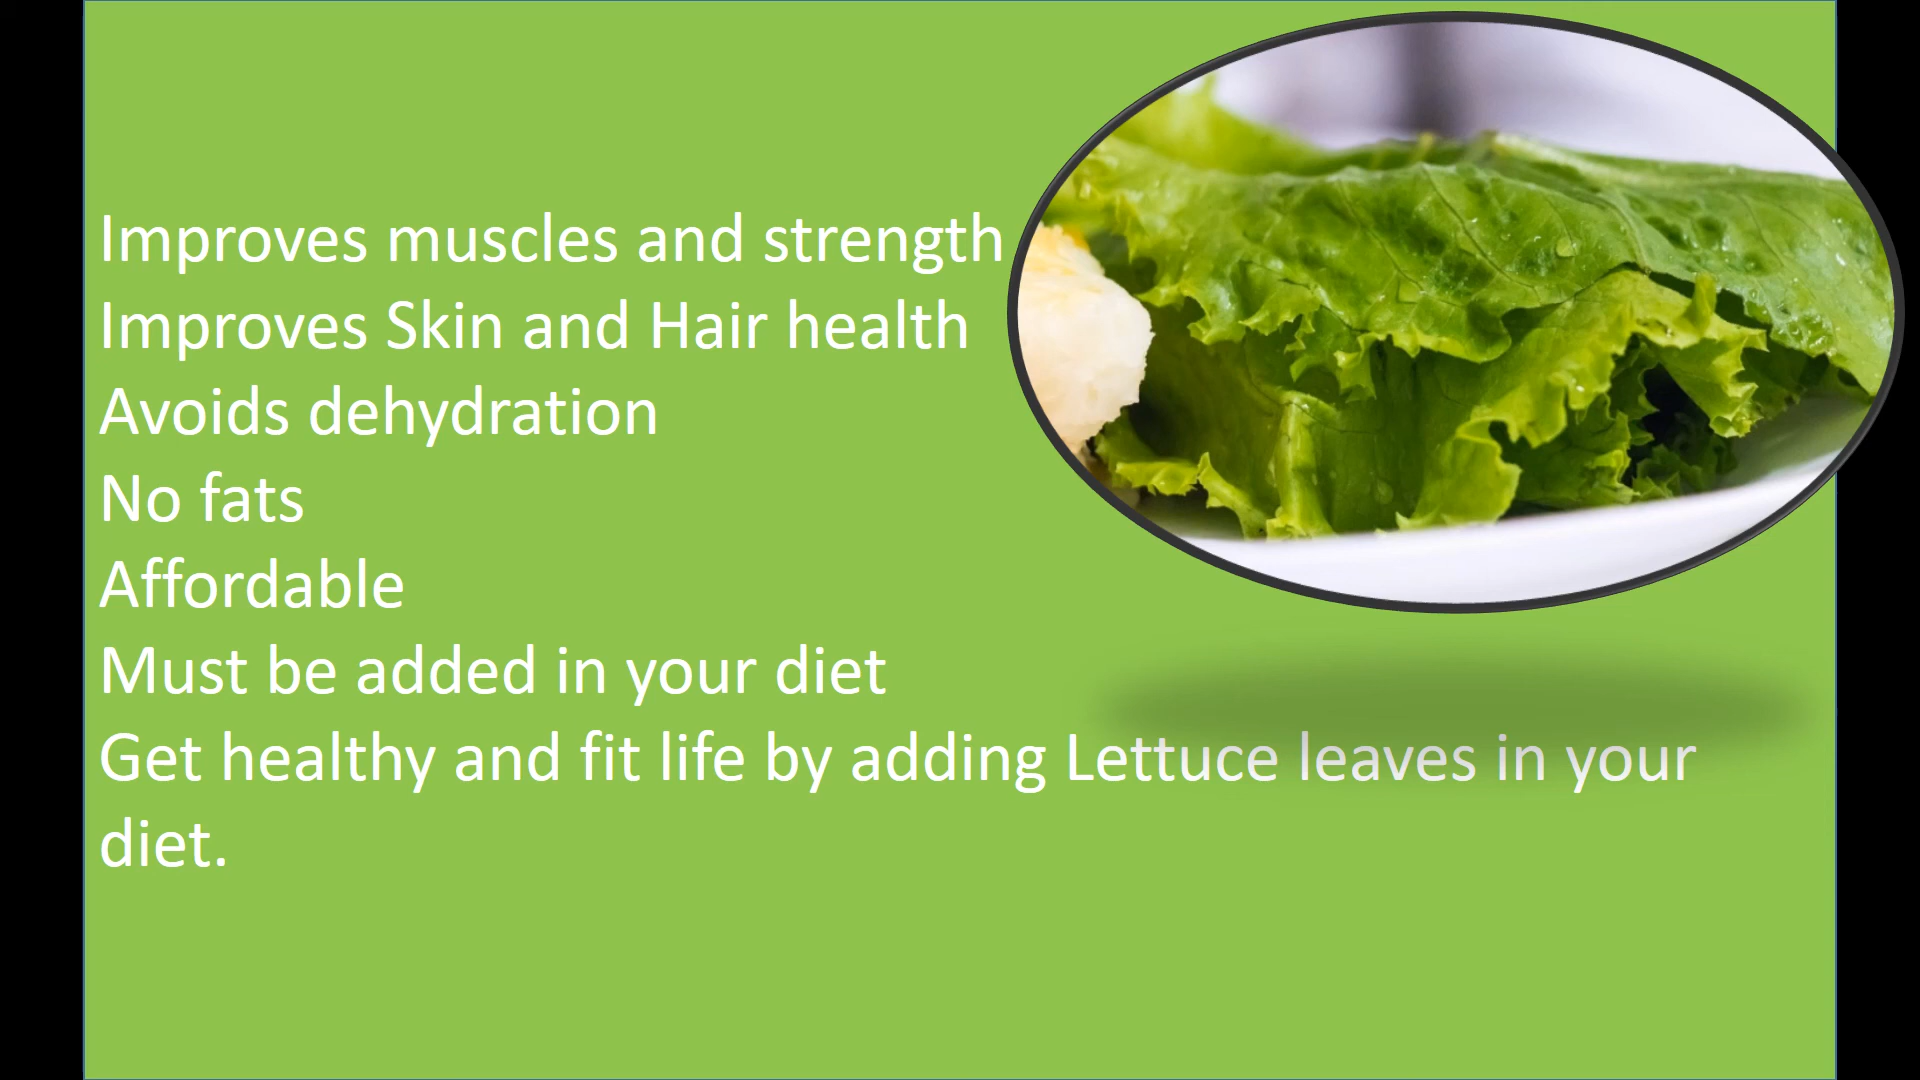 Improves muscles and strength
Improves Skin and Hair health
Avoids dehydration
No fats
Affordable
Must be added in your diet
Get healthy and fit life by adding Lettuce leaves in your
diet.